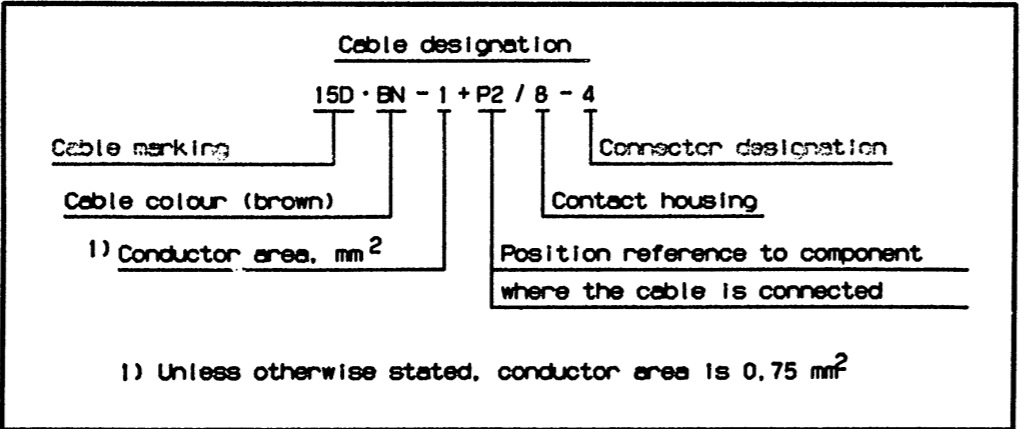 Cable designation
15D · BN - 1 + P2 / 8 - 4
Cable marking
Connector designation
Cable colour (brown)
Contact housing
1) Conductor area, mm²
Position reference to component
where the cable is connected
1) Unless otherwise stated, conductor area is 0,75 mm²